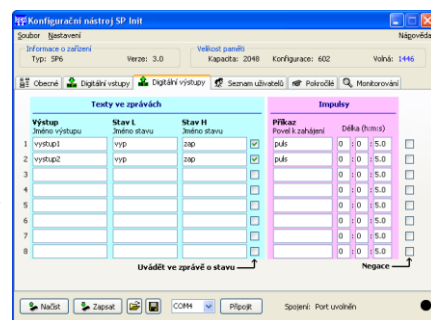 Konfigurační nástroj SP Init
Soubor Nastavení Nápověda
Informace o zařízení Velikost paměti
Typ: SP6 Verze: 3.0 Kapacita: 2048 Konfigurace: 602 Volná: 1446
Obecné Digitální vstupy Digitální výstupy Seznam uživatelů Pokročilé Monitorování
Texty ve zprávách Impulsy
Výstup Stav L Stav H Příkaz
Jméno výstupu Jméno stavu Jméno stavu Povel k zahájení Délka (h:m:s)
1 vystup1 vyp zap puls 0 : 0 : 5.0
2 vystup2 vyp zap puls 0 : 0 : 5.0
3 0 : 0 : 5.0
4 0 : 0 : 5.0
5 0 : 0 : 5.0
6 0 : 0 : 5.0
7 0 : 0 : 5.0
8 0 : 0 : 5.0
Uvádět ve zprávě o stavu Negace
Načíst Zapsat COM4 Připojit Spojení: Port uvolněn